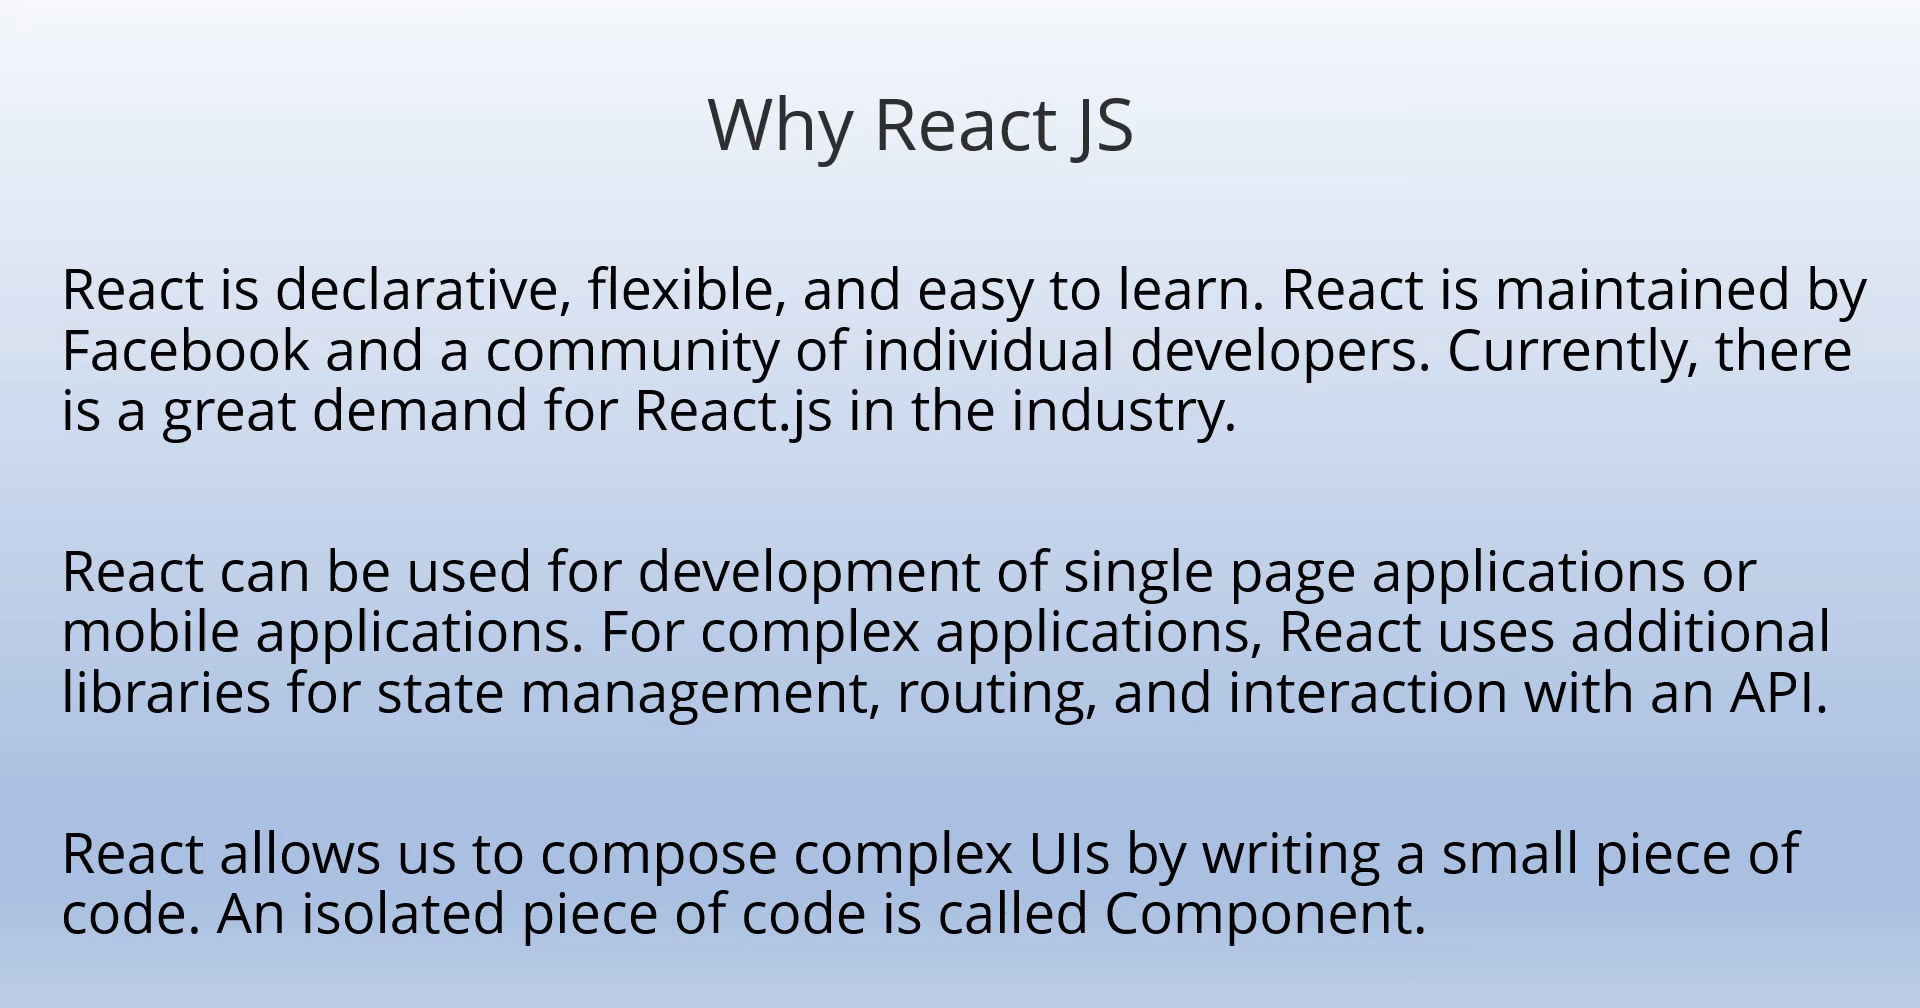 Why React JS
React is declarative, flexible, and easy to learn. React is maintained by
Facebook and a community of individual developers. Currently, there
is a great demand for React.js in the industry.
React can be used for development of single page applications or
mobile applications. For complex applications, React uses additional
libraries for state management, routing, and interaction with an API.
React allows us to compose complex UIs by writing a small piece of
code. An isolated piece of code is called Component.